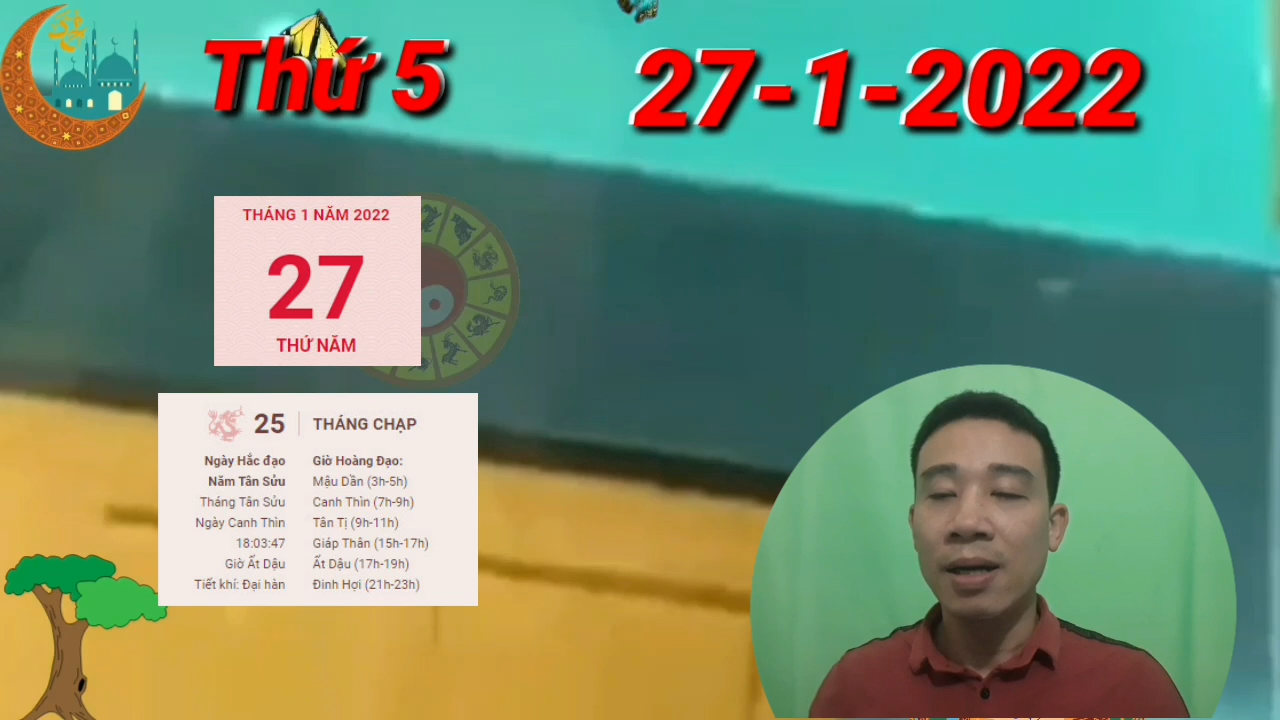 Thứ 5
27-1-2022
THÁNG 1 NĂM 2022
27
THỨ NĂM
25 THÁNG CHẠP
Ngày Hắc đạo
Năm Tân Sửu
Tháng Tân Sửu
Ngày Canh Thìn
18:03:47
Giờ Ất Dậu
Tiết khí: Đại hàn
Giờ Hoàng Đạo:
Mậu Dần (3h-5h)
Canh Thìn (7h-9h)
Tân Tị (9h-11h)
Giáp Thân (15h-17h)
Ất Dậu (17h-19h)
Đinh Hợi (21h-23h)